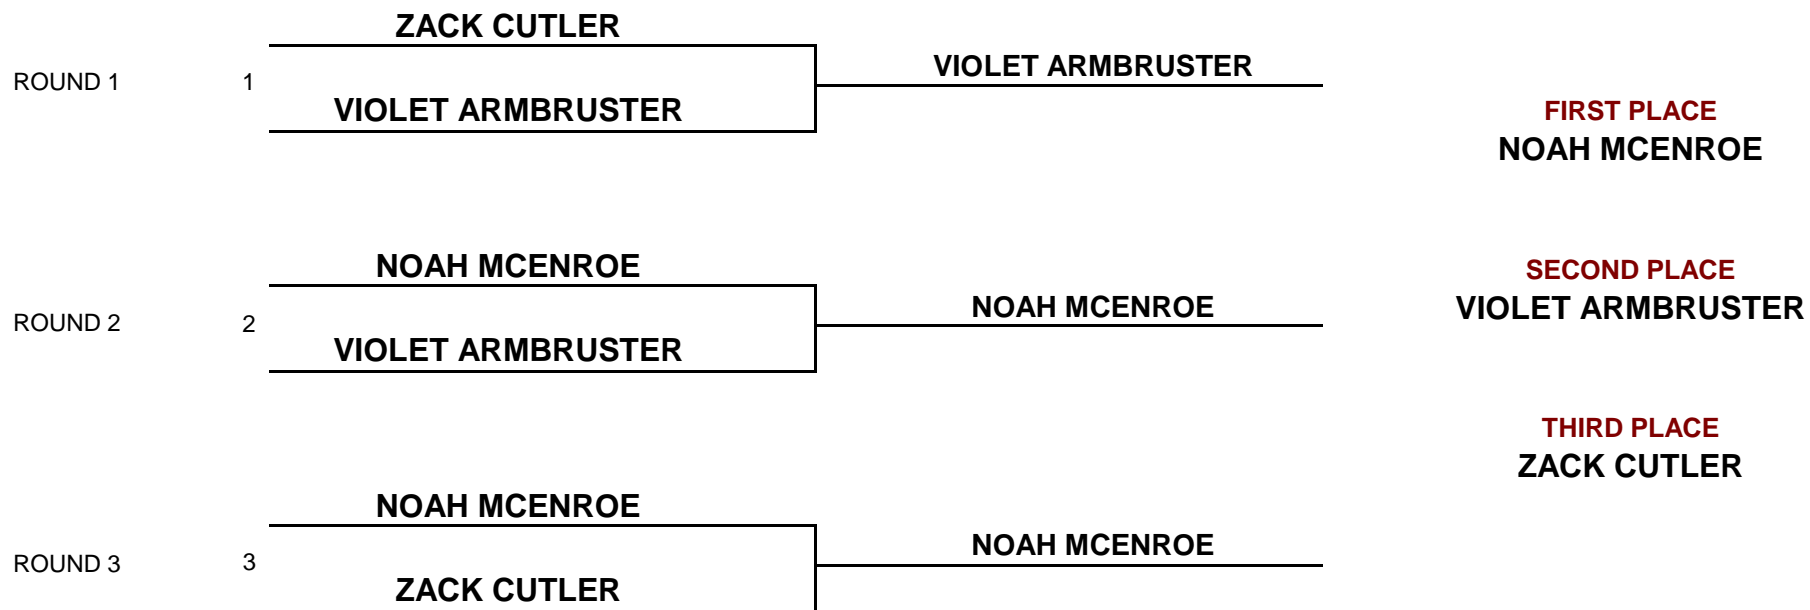 ZACK CUTLER
ROUND 1 1 VIOLET ARMBRUSTER
VIOLET ARMBRUSTER
FIRST PLACE
NOAH MCENROE
NOAH MCENROE
ROUND 2 2 NOAH MCENROE
VIOLET ARMBRUSTER
SECOND PLACE
VIOLET ARMBRUSTER
THIRD PLACE
ZACK CUTLER
NOAH MCENROE
ROUND 3 3 NOAH MCENROE
ZACK CUTLER